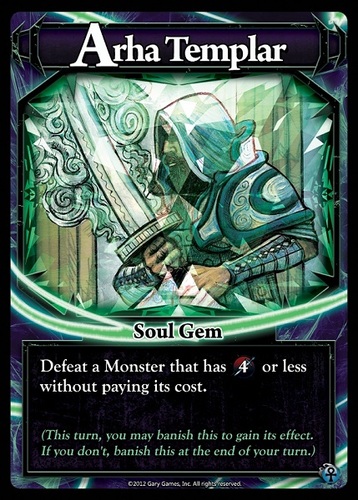 Arha Templar
Soul Gem
Defeat a Monster that has 4 or less
without paying its cost.
(This turn, you may banish this to gain its effect.
If you don't, banish this at the end of your turn.)
©2012 Gary Games, Inc. All rights reserved.